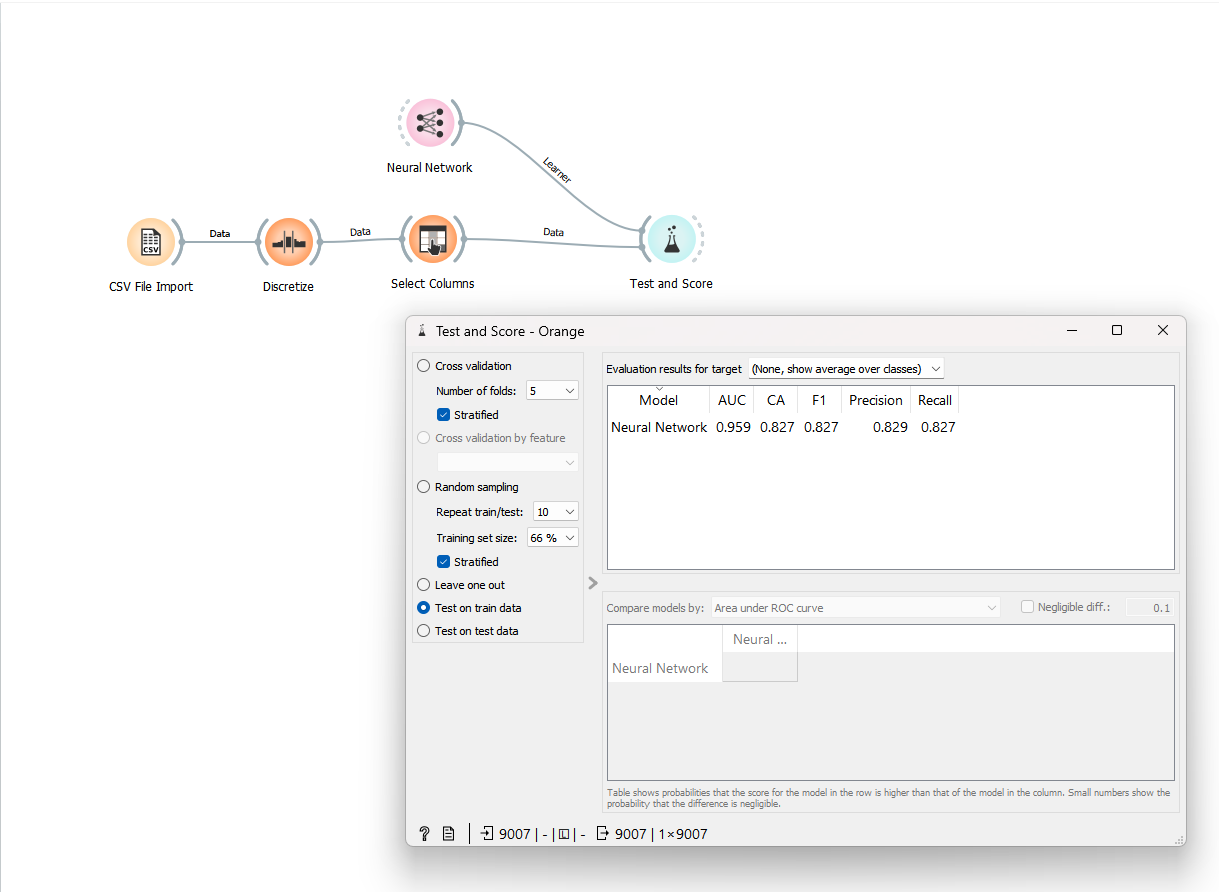 Neural Network
Learner
Data
Data
Data
CSV
CSV File Import
Discretize
Select Columns
Test and Score
Test and Score - Orange
Cross validation
Number of folds: 5
Stratified
Cross validation by feature
Random sampling
Repeat train/test: 10
Training set size: 66 %
Stratified
Leave one out
Test on train data
Test on test data
Evaluation results for target (None, show average over classes)
Model AUC CA F1 Precision Recall
Neural Network 0.959 0.827 0.827 0.829 0.827
Compare models by: Area under ROC curve Negligible diff.: 0.1
Neural ...
Neural Network
Table shows probabilities that the score for the model in the row is higher than that of the model in the column. Small numbers show the
probability that the difference is negligible.
? 9007 | - | - 9007 | 1×9007